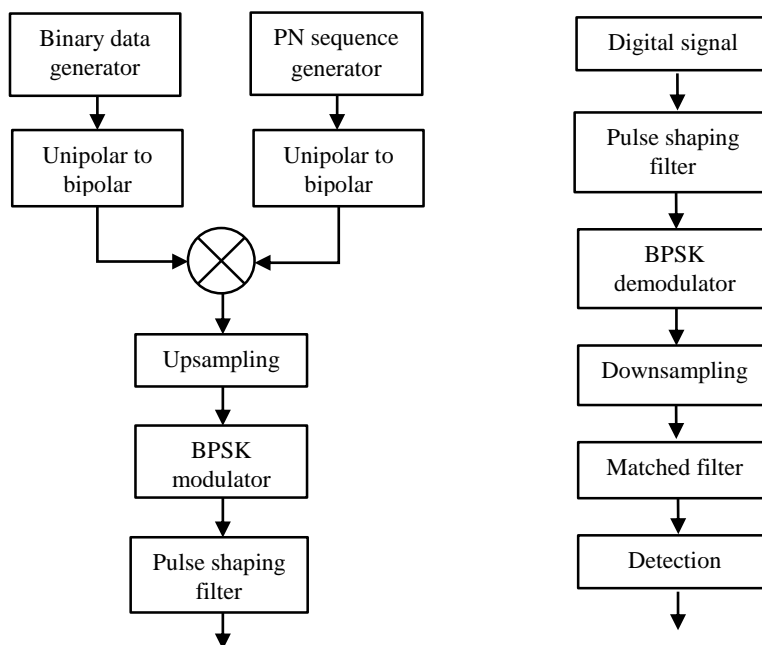 Binary data
generator
PN sequence
generator
Unipolar to
bipolar
Unipolar to
bipolar
Upsampling
BPSK
modulator
Pulse shaping
filter
Digital signal
Pulse shaping
filter
BPSK
demodulator
Downsampling
Matched filter
Detection